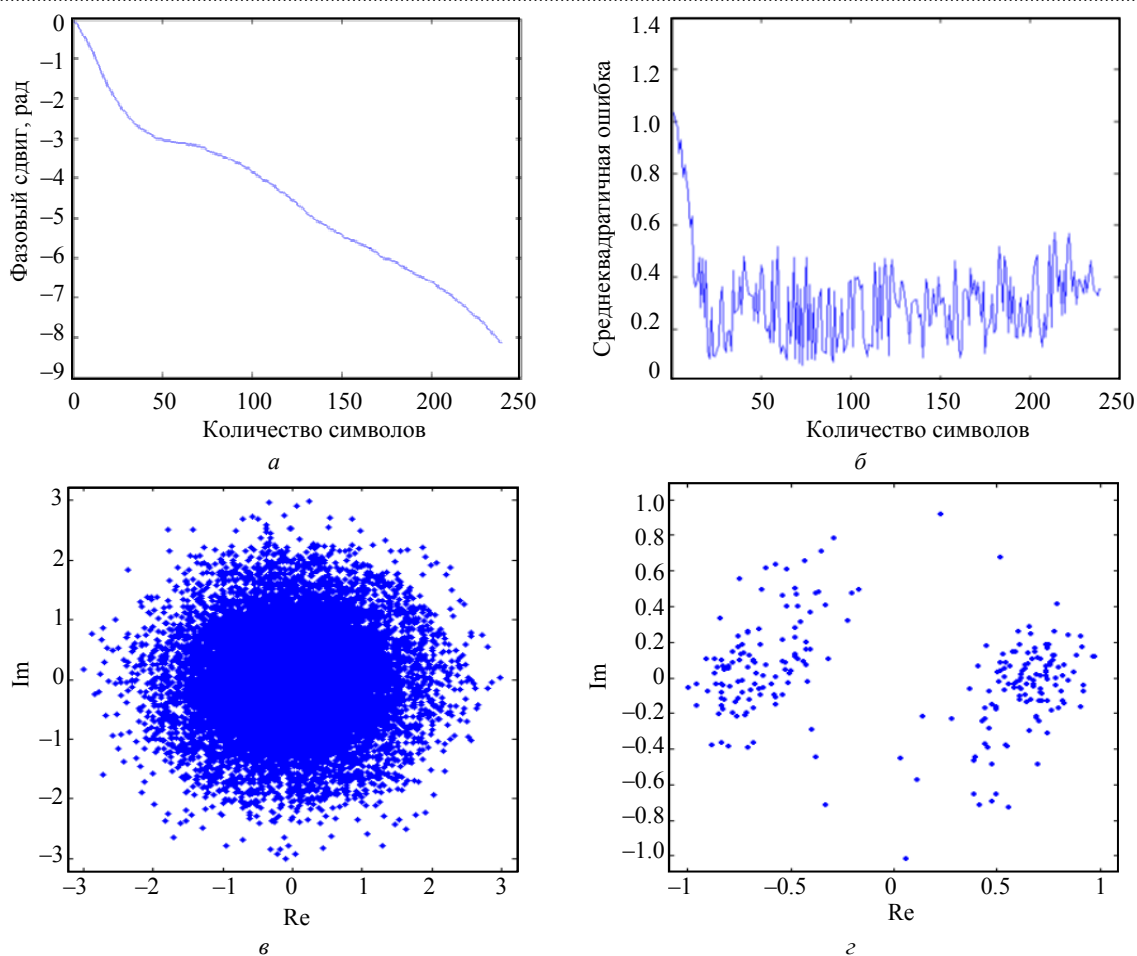 0
–1
–2
–3
–4
–5
–6
–7
–8
–9
Фазовый сдвиг, рад
0 50 100 150 200 250
Количество символов
а
1.4
1.2
1.0
0.8
0.6
0.4
0.2
0
Среднеквадратичная ошибка
50 100 150 200 250
Количество символов
б
3
2
1
0
–1
–2
–3
Im
–3 –2 –1 0 1 2 3
Re
в
1.0
0.8
0.6
0.4
0.2
0
–0.2
–0.4
–0.6
–0.8
–1.0
Im
–1 –0.5 0 0.5 1
Re
г